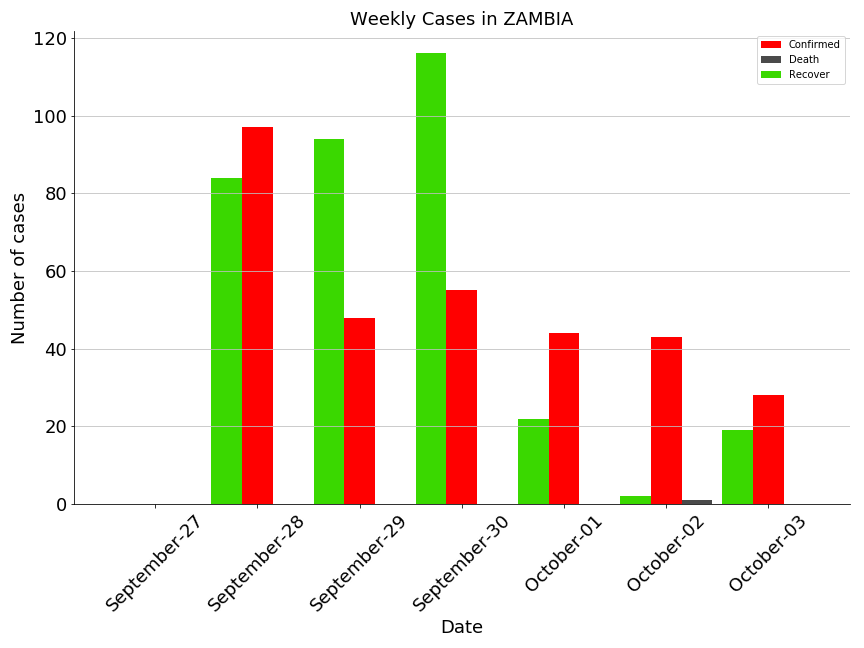 Weekly Cases in ZAMBIA
Confirmed
Death
Recover
120
100
80
60
40
20
0
Number of cases
September-27
September-28
September-29
September-30
October-01
October-02
October-03
Date